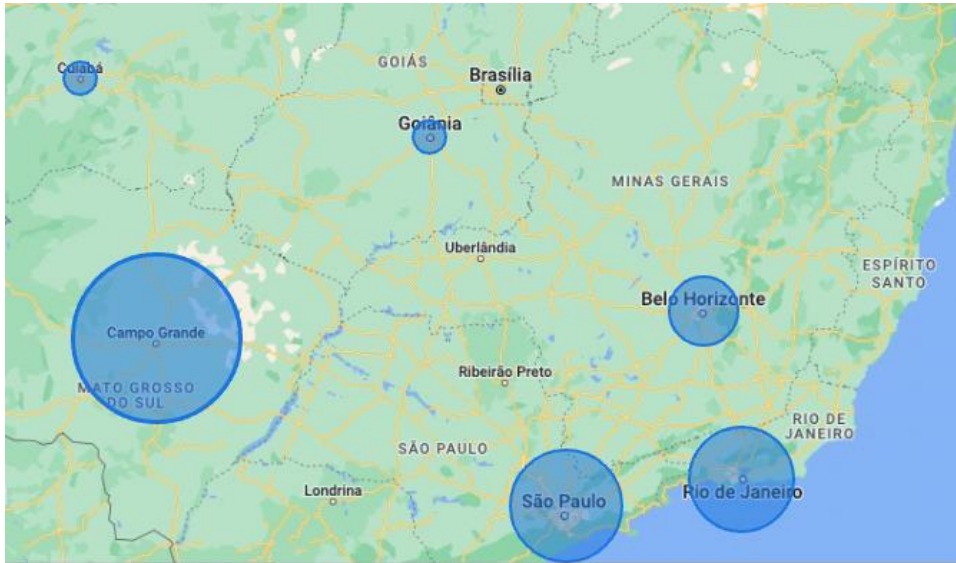 GOIÁS
Cuiabá
Brasília
Goiânia
MINAS GERAIS
Uberlândia
ESPÍRITO
SANTO
Belo Horizonte
Campo Grande
Ribeirão Preto
MATO GROSSO
DO SUL
RIO DE
JANEIRO
SÃO PAULO
Londrina
São Paulo
Rio de Janeiro